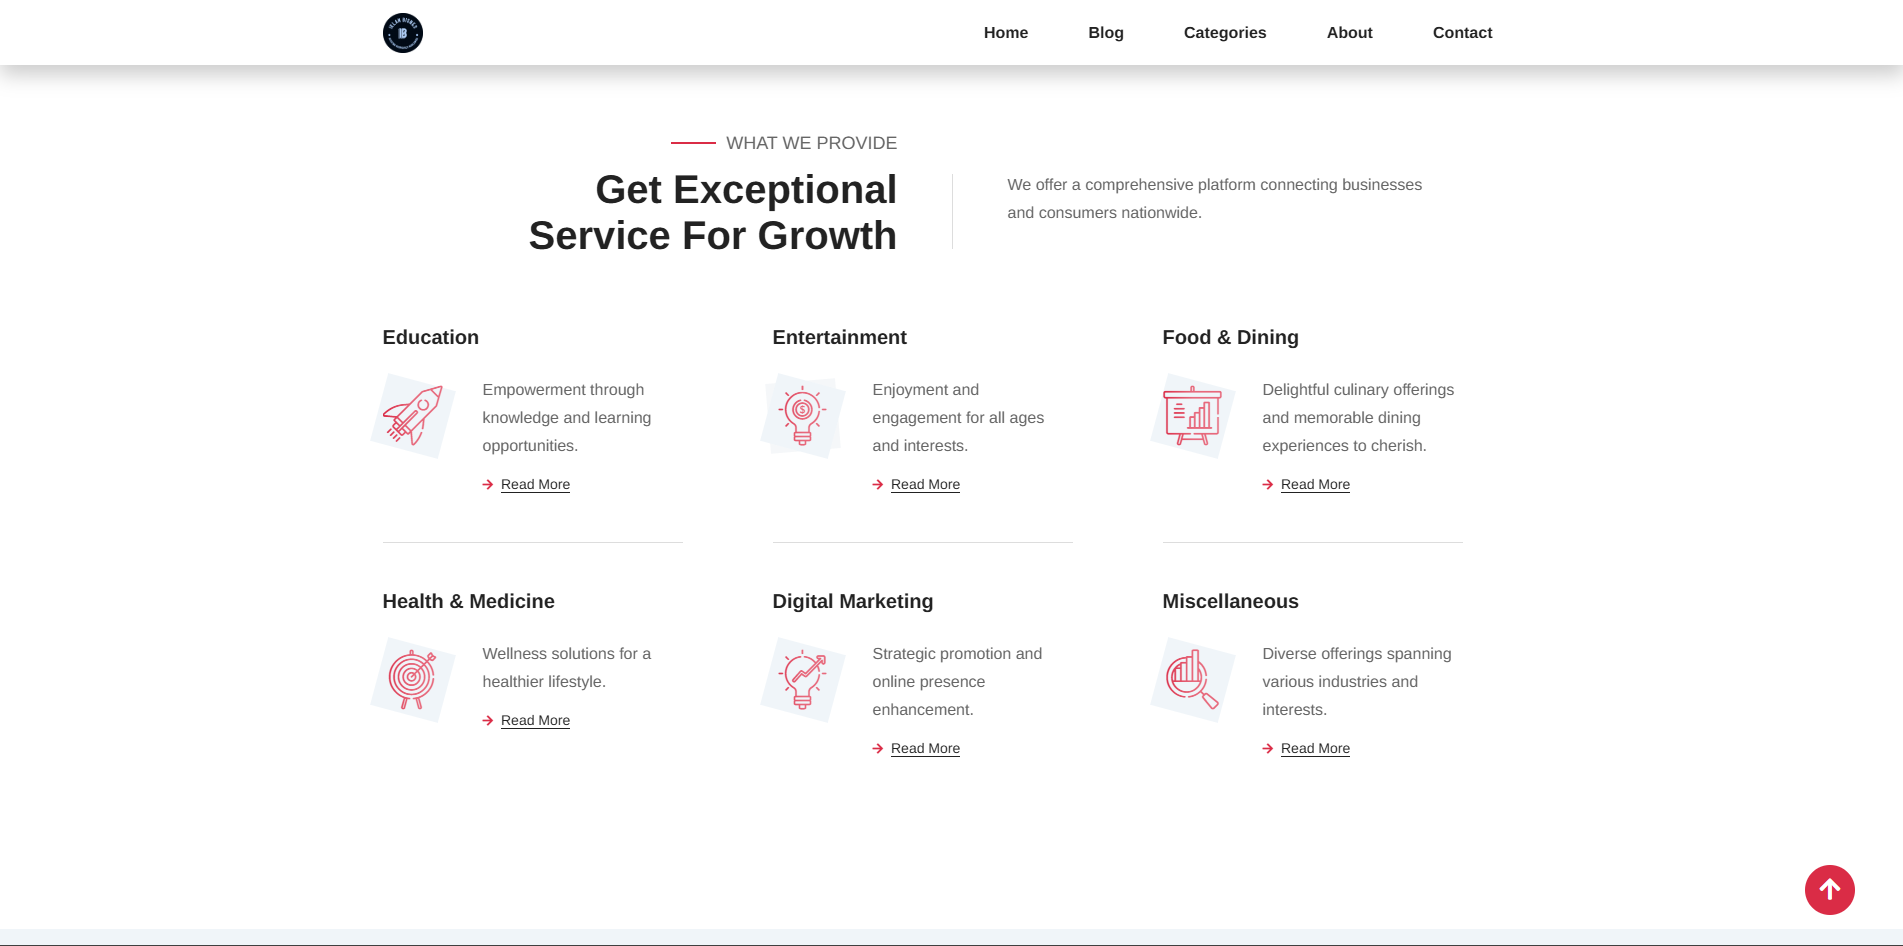 Home
Blog
Categories
About
Contact
WHAT WE PROVIDE
Get Exceptional
Service For Growth
We offer a comprehensive platform connecting businesses
and consumers nationwide.
Education
Empowerment through
knowledge and learning
opportunities.
Read More
Entertainment
Enjoyment and
engagement for all ages
and interests.
Read More
Food & Dining
Delightful culinary offerings
and memorable dining
experiences to cherish.
Read More
Health & Medicine
Wellness solutions for a
healthier lifestyle.
Read More
Digital Marketing
Strategic promotion and
online presence
enhancement.
Read More
Miscellaneous
Diverse offerings spanning
various industries and
interests.
Read More